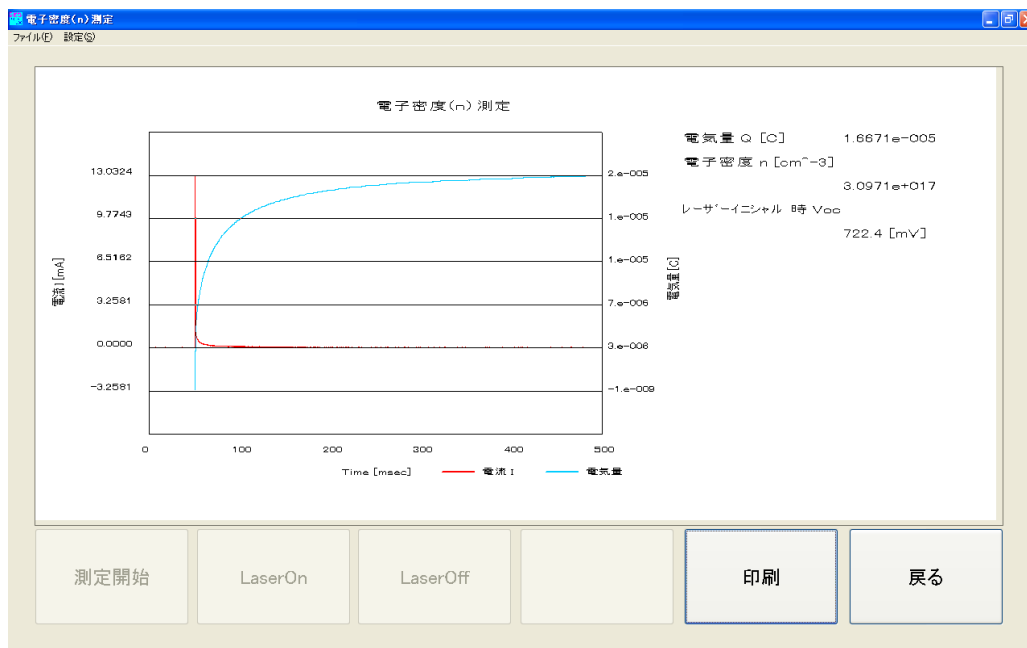 電子密度(n)測定
ファイル(F) 設定(S)
電子密度(n)測定
電気量 Q [C] 1.6671e-005
電子密度 n [cm^-3]
3.0971e+017
レーザーイニシャル 時 Voc
722.4 [mV]
13.0324
9.7743
6.5162
3.2581
0.0000
-3.2581
電流I [mA]
2.e-005
1.e-005
1.e-005
7.e-006
3.e-006
-1.e-009
電気量[C]
0 100 200 300 400 500
Time [msec] 電流 I 電気量
測定開始 LaserOn LaserOff 印刷 戻る